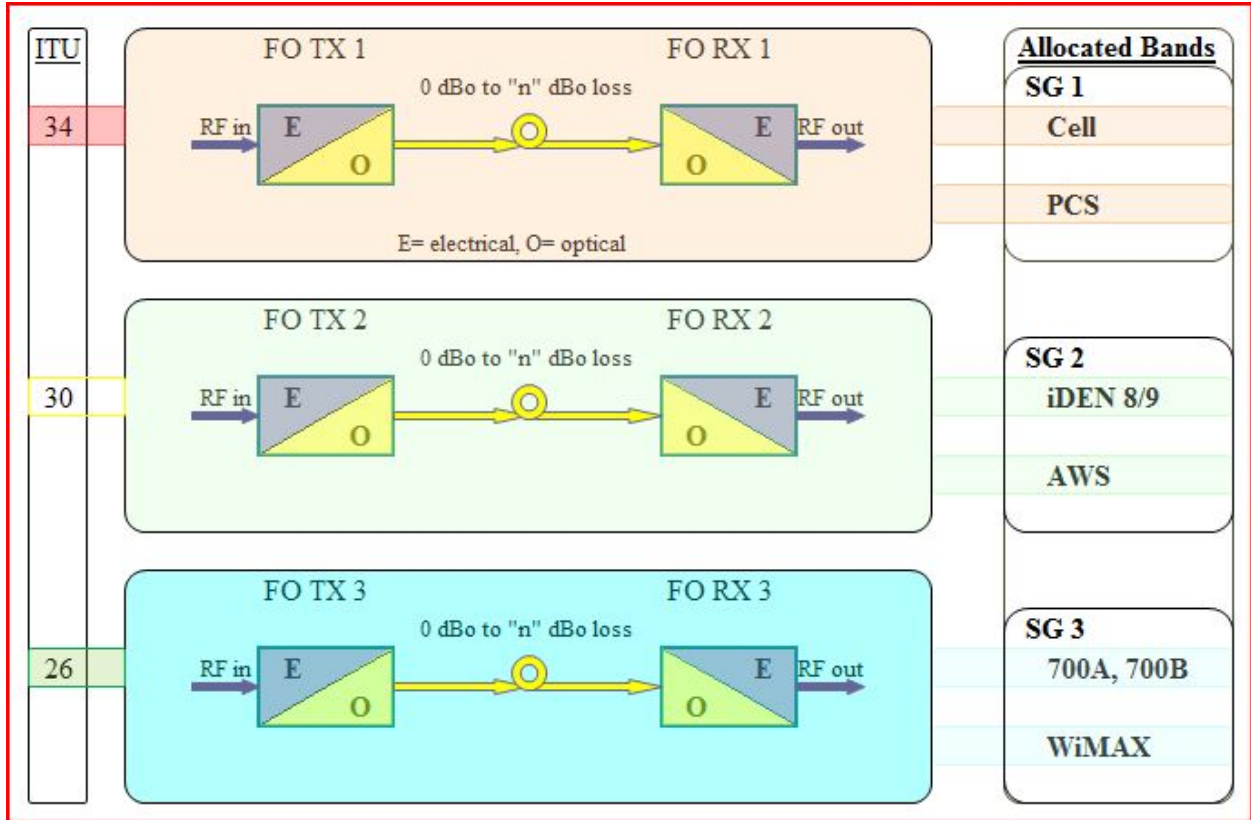 ITU
FO TX 1
FO RX 1
Allocated Bands
0 dBo to "n" dBo loss
SG 1
34
RF in
E
O
E
O
RF out
Cell
PCS
E= electrical, O= optical
FO TX 2
FO RX 2
0 dBo to "n" dBo loss
SG 2
30
RF in
E
O
E
O
RF out
iDEN 8/9
AWS
FO TX 3
FO RX 3
0 dBo to "n" dBo loss
SG 3
26
RF in
E
O
E
O
RF out
700A, 700B
WiMAX